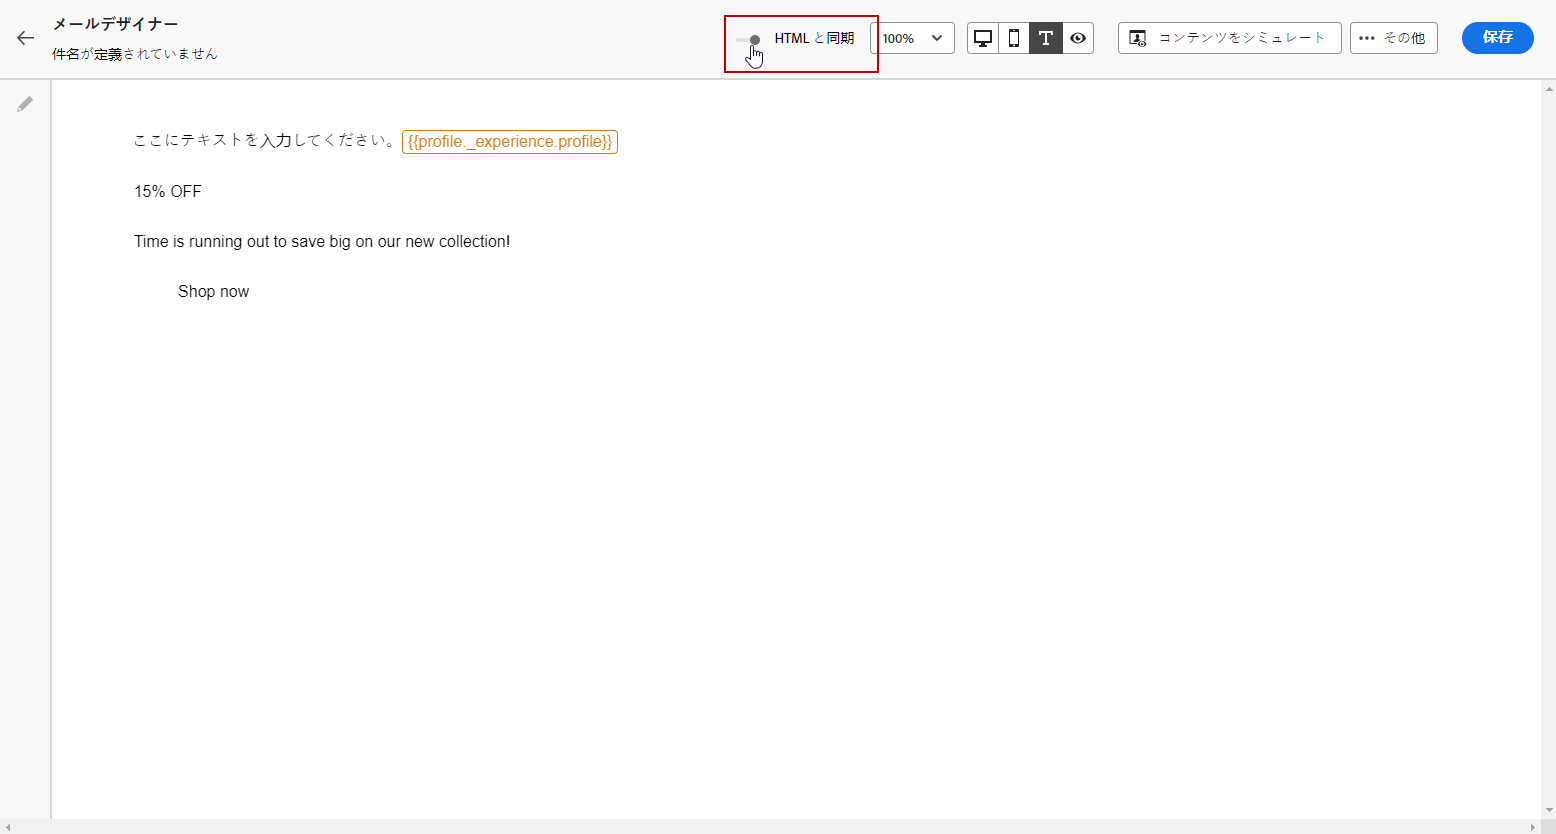 メールデザイナー
件名が定義されていません
HTML と同期
100%
コンテンツをシミュレート
その他
保存
ここにテキストを入力してください。{{profile._experience.profile}}
15% OFF
Time is running out to save big on our new collection!
Shop now